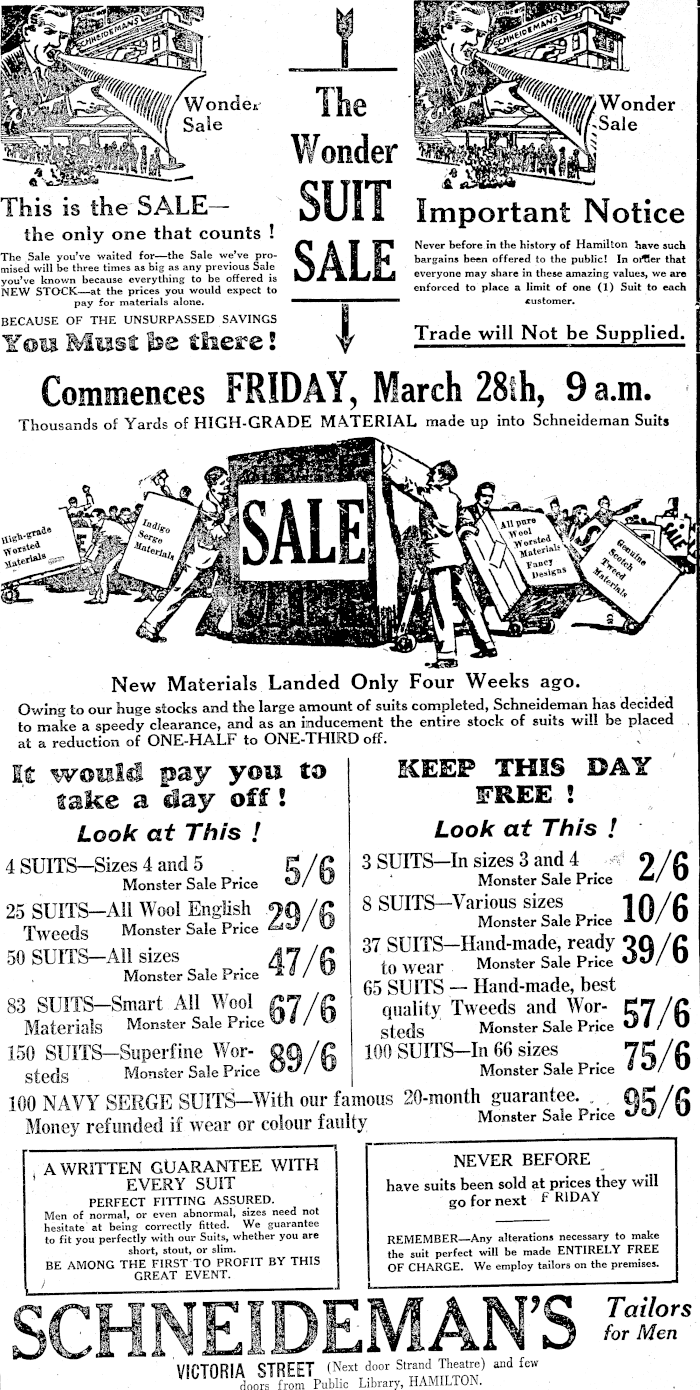 SCHNEIDEMAN'S
Wonder
Sale
This is the SALE—
the only one that counts !
The Sale you've waited for—the Sale we've pro-
mised will be three times as big as any previous Sale
you've known because everything to be offered is
NEW STOCK—at the prices you would expect to
pay for materials alone.
BECAUSE OF THE UNSURPASSED SAVINGS
You Must be there!
The
Wonder
SUIT
SALE
SCHNEIDEMANS
Wonder
Sale
Important Notice
Never before in the history of Hamilton have such
bargains been offered to the public! In order that
everyone may share in these amazing values, we are
enforced to place a limit of one (1) Suit to each
customer.
Trade will Not be Supplied.
Commences FRIDAY, March 28th, 9 a.m.
Thousands of Yards of HIGH-GRADE MATERIAL made up into Schneideman Suits
High-grade
Worsted
Materials
Indigo
Serge
Materials
SALE
All pure
Wool
Worsted
Materials
Fancy
Designs
Genuine
Scotch
Tweed
Materials
New Materials Landed Only Four Weeks ago.
Owing to our huge stocks and the large amount of suits completed, Schneideman has decided
to make a speedy clearance, and as an inducement the entire stock of suits will be placed
at a reduction of ONE-HALF to ONE-THIRD off.
It would pay you to
take a day off !
Look at This !
4 SUITS—Sizes 4 and 5
Monster Sale Price 5/6
25 SUITS—All Wool English
Tweeds Monster Sale Price 29/6
50 SUITS—All sizes
Monster Sale Price 47/6
83 SUITS—Smart All Wool
Materials Monster Sale Price 67/6
150 SUITS—Superfine Wor-
steds Monster Sale Price 89/6
KEEP THIS DAY
FREE !
Look at This !
3 SUITS—In sizes 3 and 4
Monster Sale Price 2/6
8 SUITS—Various sizes
Monster Sale Price 10/6
37 SUITS—Hand-made, ready
to wear Monster Sale Price 39/6
65 SUITS — Hand-made, best
quality Tweeds and Wor-
steds Monster Sale Price 57/6
100 SUITS—In 66 sizes
Monster Sale Price 75/6
100 NAVY SERGE SUITS—With our famous 20-month guarantee.
Money refunded if wear or colour faulty Monster Sale Price 95/6
A WRITTEN GUARANTEE WITH
EVERY SUIT
PERFECT FITTING ASSURED.
Men of normal, or even abnormal, sizes need not
hesitate at being correctly fitted. We guarantee
to fit you perfectly with our Suits, whether you are
short, stout, or slim.
BE AMONG THE FIRST TO PROFIT BY THIS
GREAT EVENT.
NEVER BEFORE
have suits been sold at prices they will
go for next FRIDAY
REMEMBER—Any alterations necessary to make
the suit perfect will be made ENTIRELY FREE
OF CHARGE. We employ tailors on the premises.
SCHNEIDEMAN'S Tailors
for Men
VICTORIA STREET (Next door Strand Theatre) and few
doors from Public Library, HAMILTON.